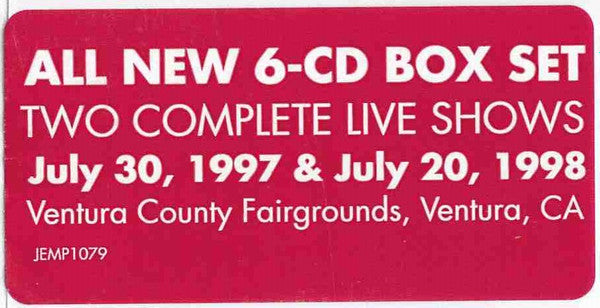 ALL NEW 6-CD BOX SET
TWO COMPLETE LIVE SHOWS
July 30, 1997 & July 20, 1998
Ventura County Fairgrounds, Ventura, CA
JEMP1079